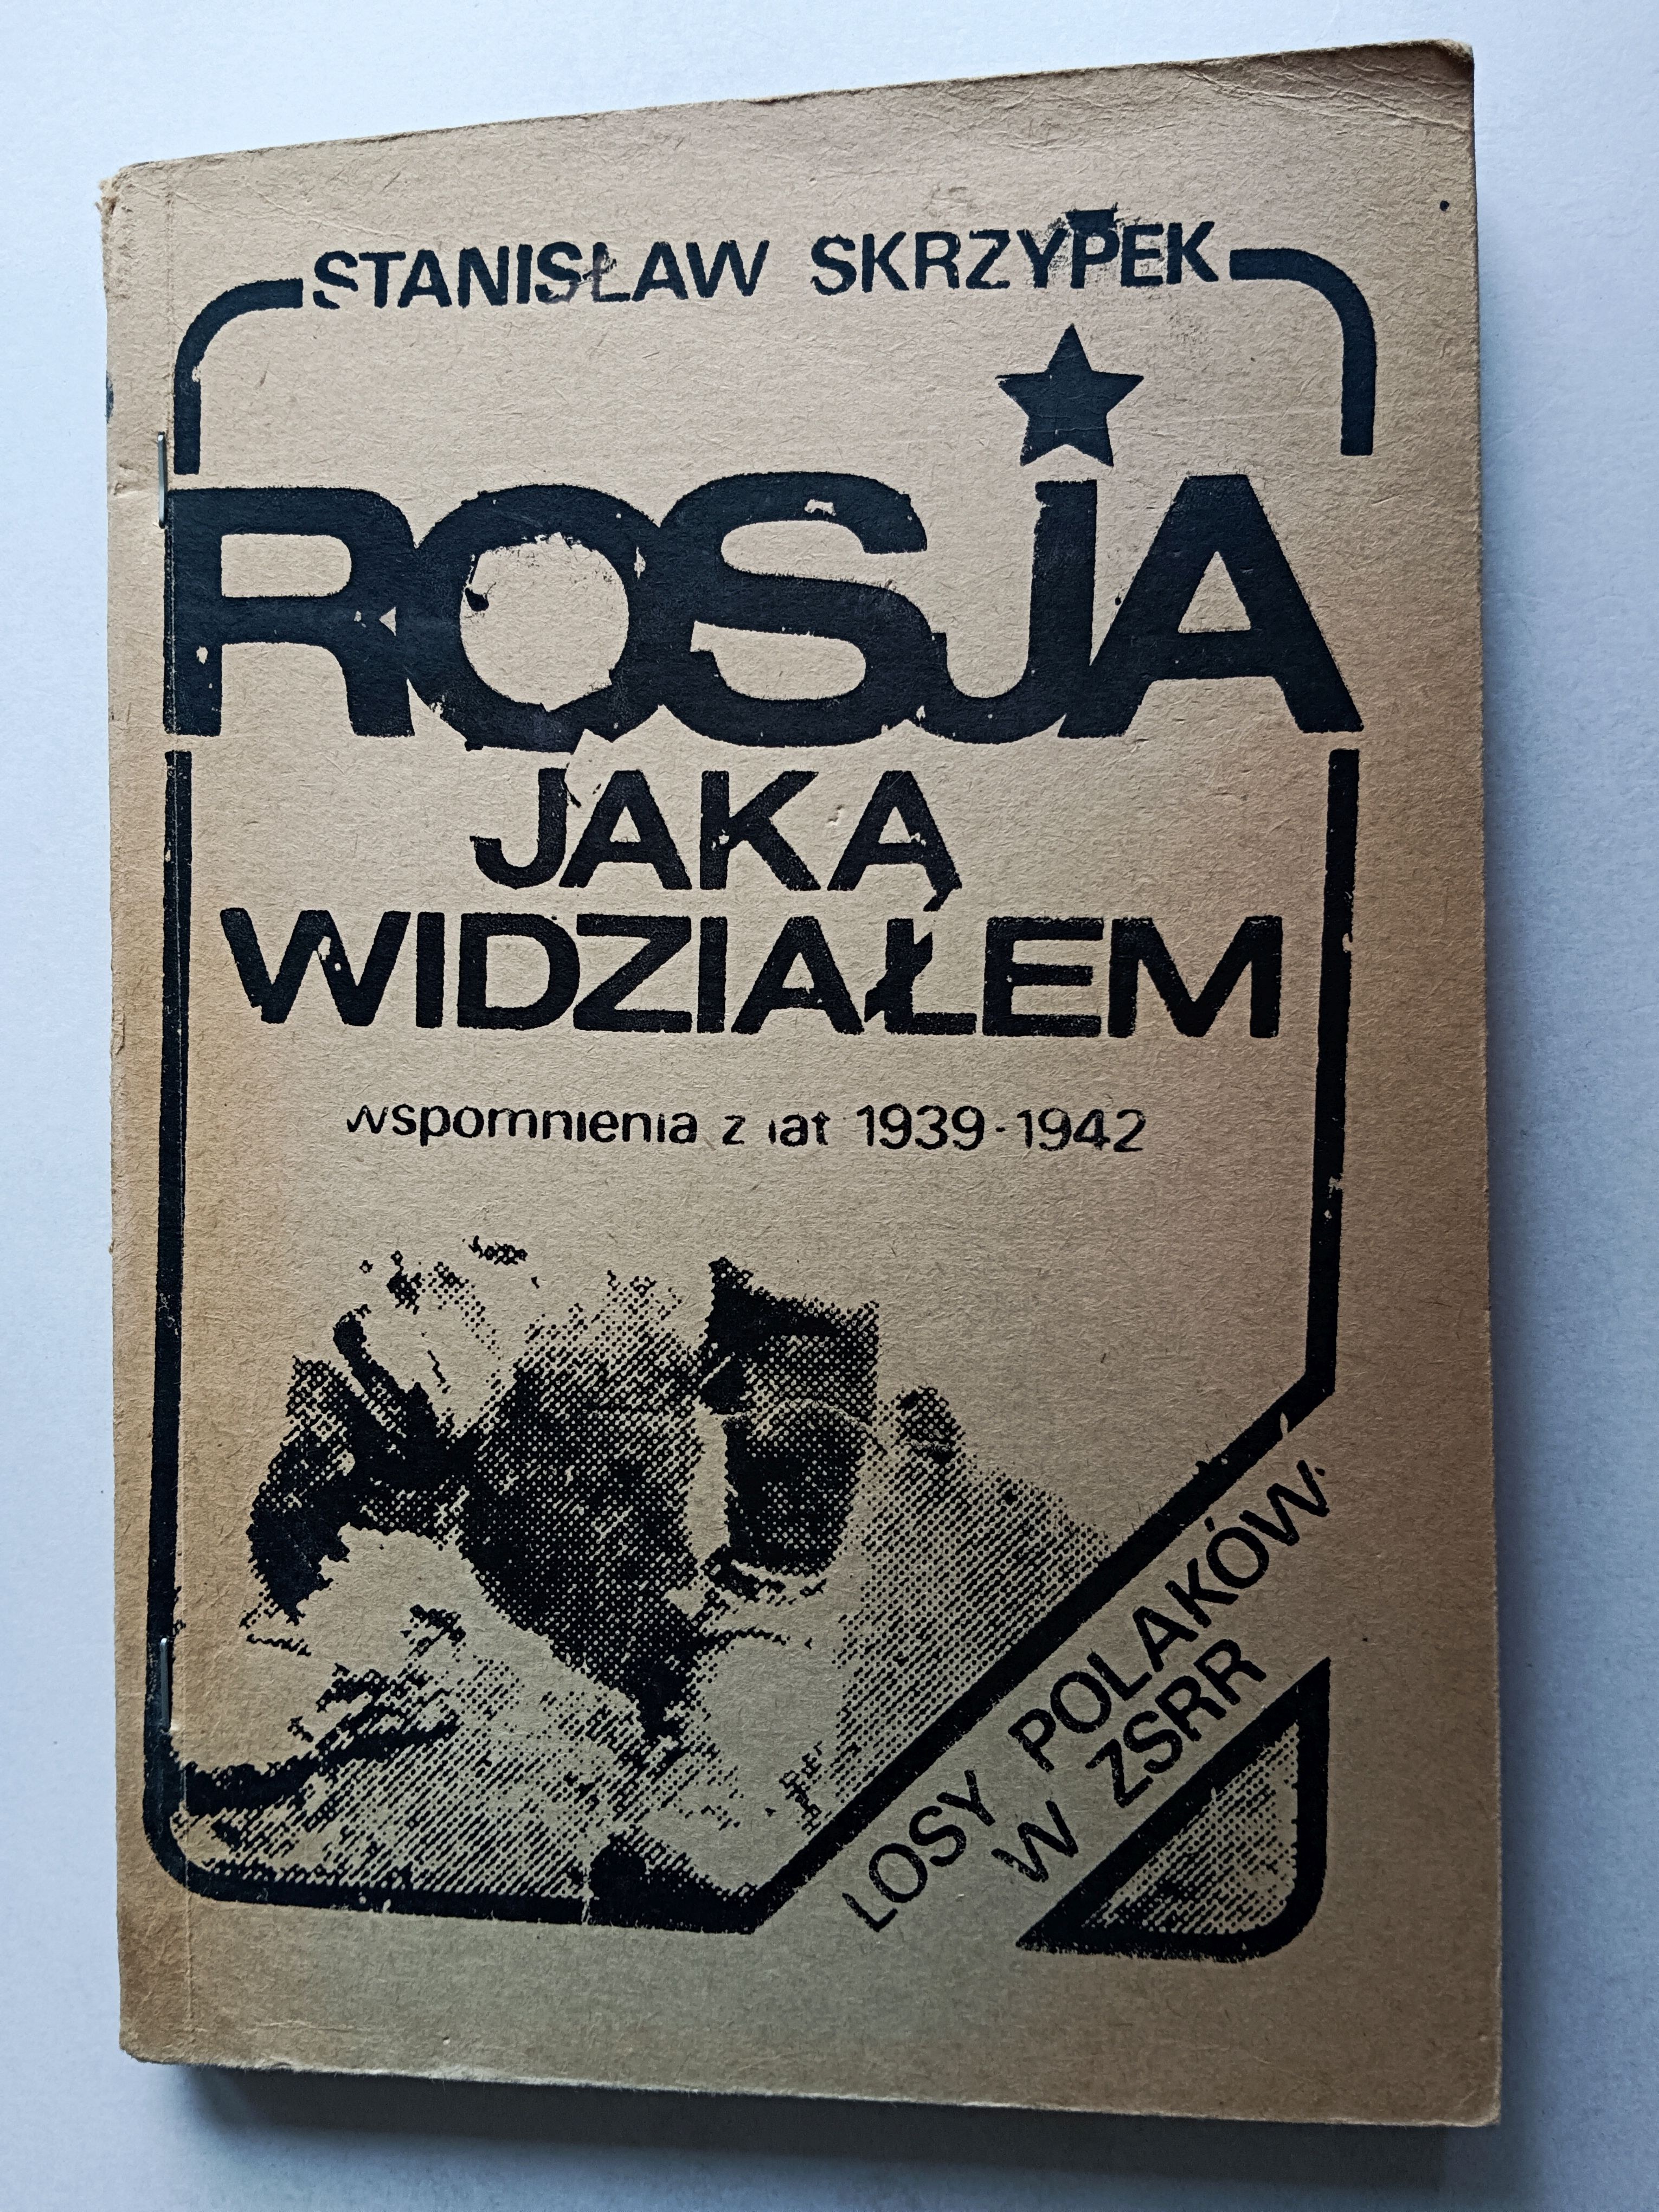 STANISŁAW SKRZYPEK
ROSJA
JAKĄ
WIDZIAŁEM
wspomnienia z lat 1939-1942
LOSY POLAKÓW
W ZSRR